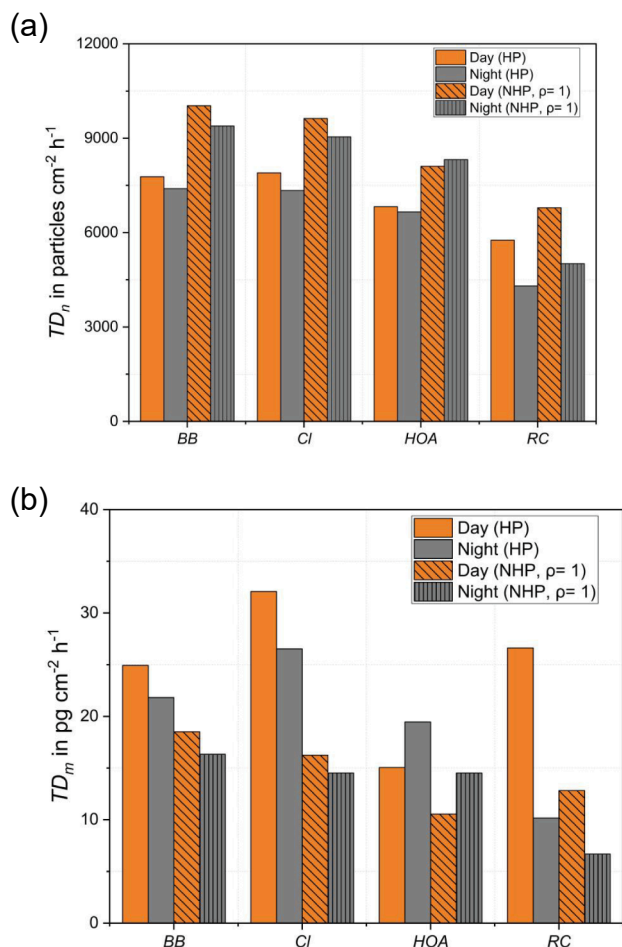 (a)
12000
9000
6000
3000
0
TDn in particles cm⁻² h⁻¹
Day (HP)
Night (HP)
Day (NHP, ρ= 1)
Night (NHP, ρ= 1)
BB CI HOA RC
(b)
40
30
20
10
0
TDm in pg cm⁻² h⁻¹
Day (HP)
Night (HP)
Day (NHP, ρ= 1)
Night (NHP, ρ= 1)
BB CI HOA RC